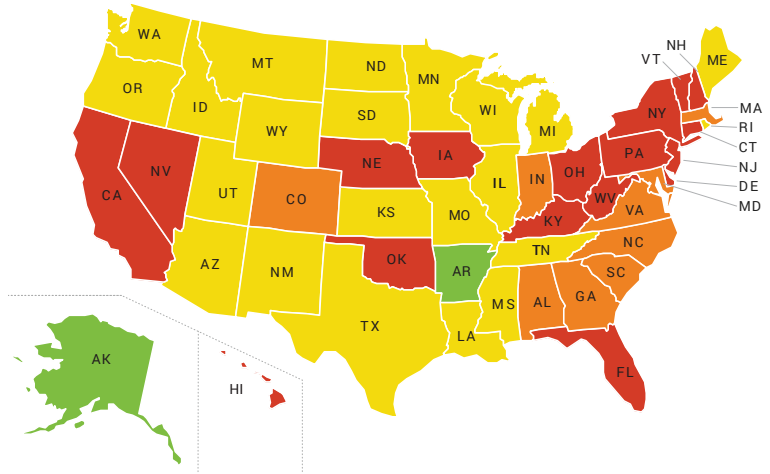 WA
OR
ID
MT
ND
SD
MN
WI
MI
WY
NE
IA
CA
NV
UT
CO
KS
MO
IL
IN
OH
KY
WV
PA
NY
VT
NH
ME
MA
RI
CT
NJ
DE
MD
VA
NC
SC
TN
GA
AL
MS
LA
AR
OK
TX
NM
AZ
FL
AK
HI